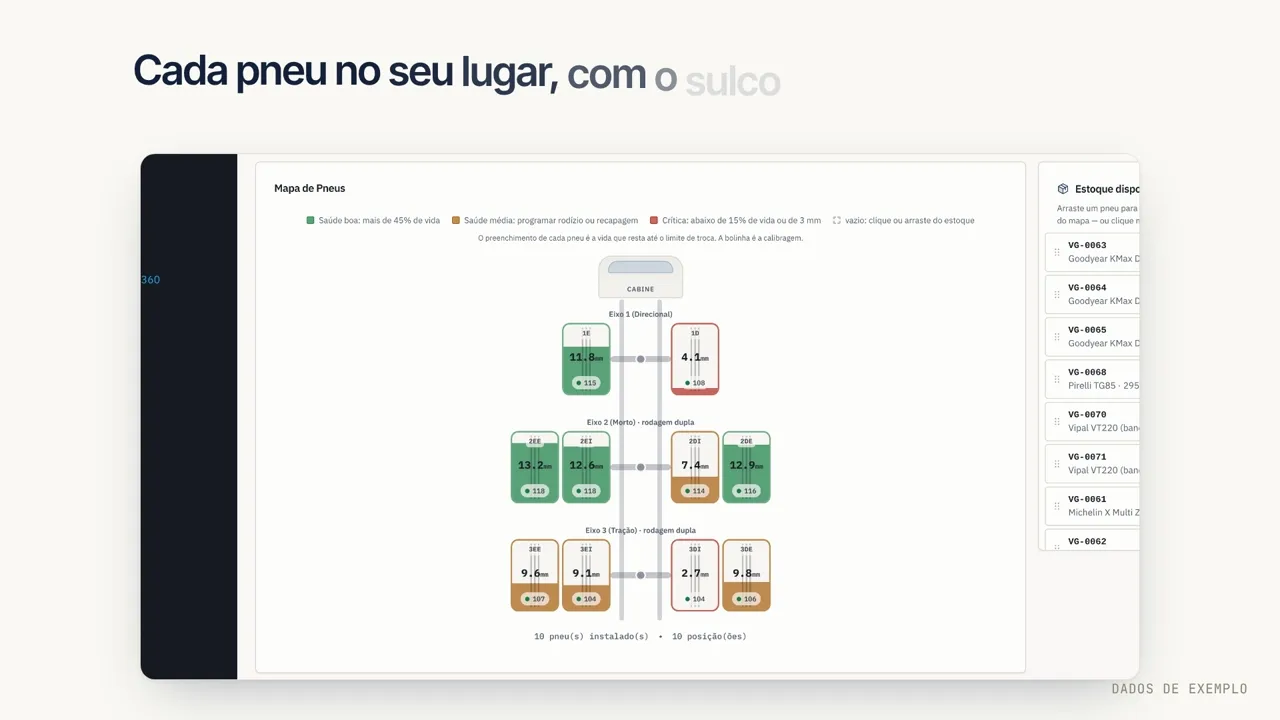 Cada pneu no seu lugar, com o sulco
360
Mapa de Pneus
Saúde boa: mais de 45% de vida
Saúde média: programar rodízio ou recapagem
Crítica: abaixo de 15% de vida ou de 3 mm
vazio: clique ou arraste do estoque
O preenchimento de cada pneu é a vida que resta até o limite de troca. A bolinha é a calibragem.
CABINE
Eixo 1 (Direcional)
1E
11.8mm
115
1D
4.1mm
108
Eixo 2 (Morto) · rodagem dupla
2EE
13.2mm
118
2EI
12.6mm
118
2DI
7.4mm
114
2DE
12.9mm
116
Eixo 3 (Tração) · rodagem dupla
3EE
9.6mm
107
3EI
9.1mm
104
3DI
2.7mm
104
3DE
9.8mm
106
10 pneu(s) instalado(s) • 10 posição(ões)
Estoque dispo
Arraste um pneu para
do mapa — ou clique n
VG-0063
Goodyear KMax D
VG-0064
Goodyear KMax D
VG-0065
Goodyear KMax D
VG-0068
Pirelli TG85 · 295
VG-0070
Vipal VT220 (ban
VG-0071
Vipal VT220 (ban
VG-0061
Michelin X Multi Z
VG-0062
DADOS DE EXEMPLO